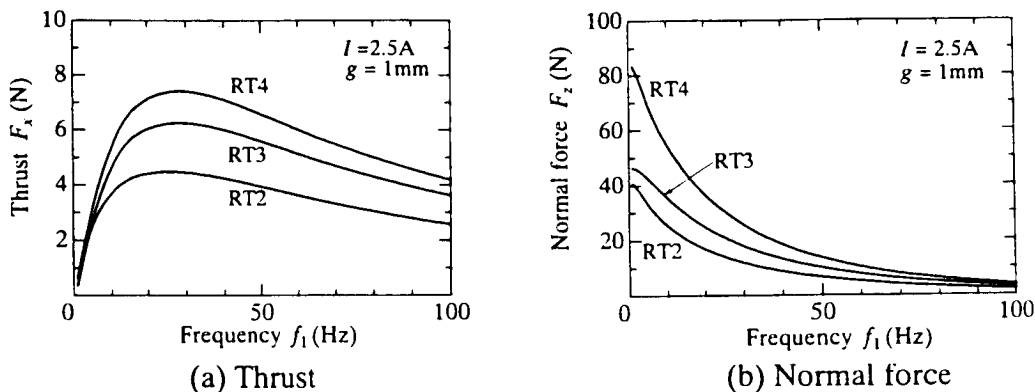 10
8
6
4
2
0
50
100
Thrust F_x (N)
Frequency f_1 (Hz)
I = 2.5A
g = 1mm
RT4
RT3
RT2
(a) Thrust
100
80
60
40
20
0
50
100
Normal force F_z (N)
Frequency f_1 (Hz)
I = 2.5A
g = 1mm
RT4
RT3
RT2
(b) Normal force